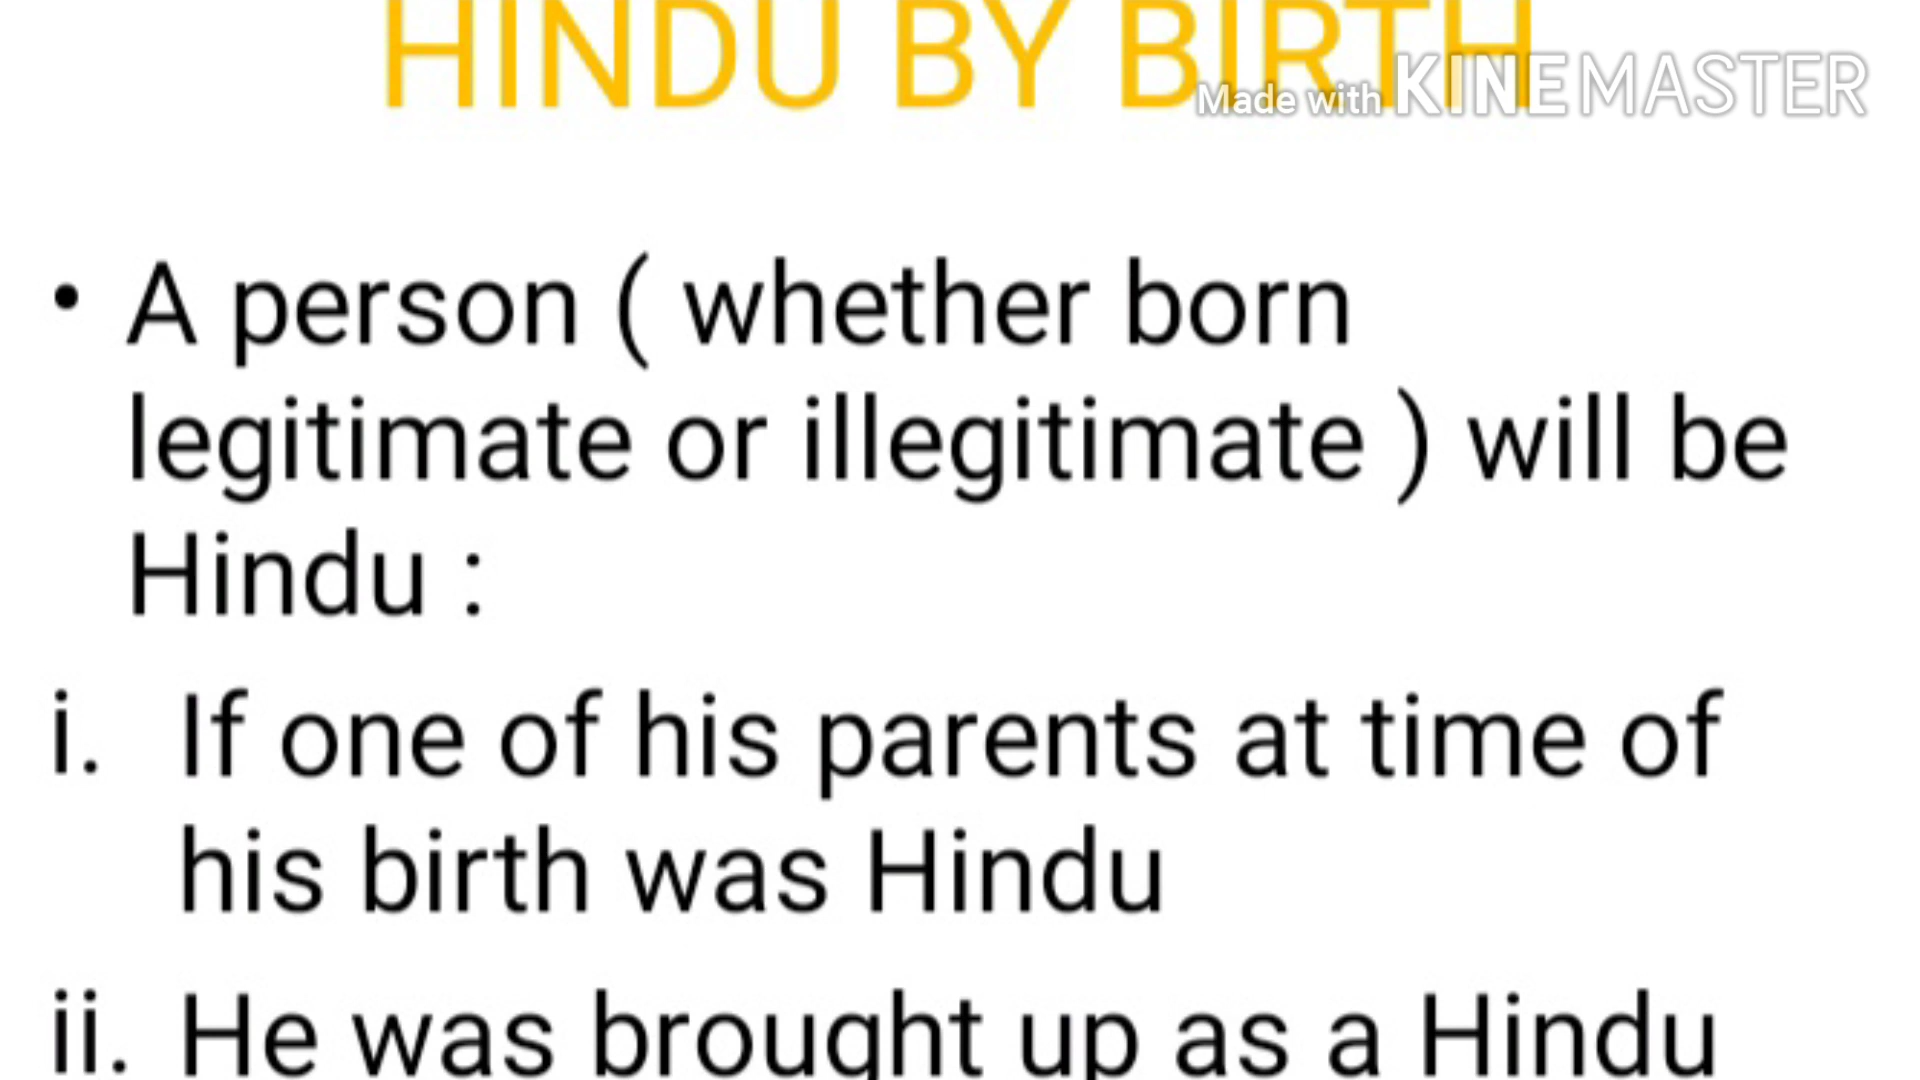 HINDU BY BIRTH
Made with KINEMASTER
• A person ( whether born
legitimate or illegitimate ) will be
Hindu :
i. If one of his parents at time of
his birth was Hindu
ii. He was brought up as a Hindu